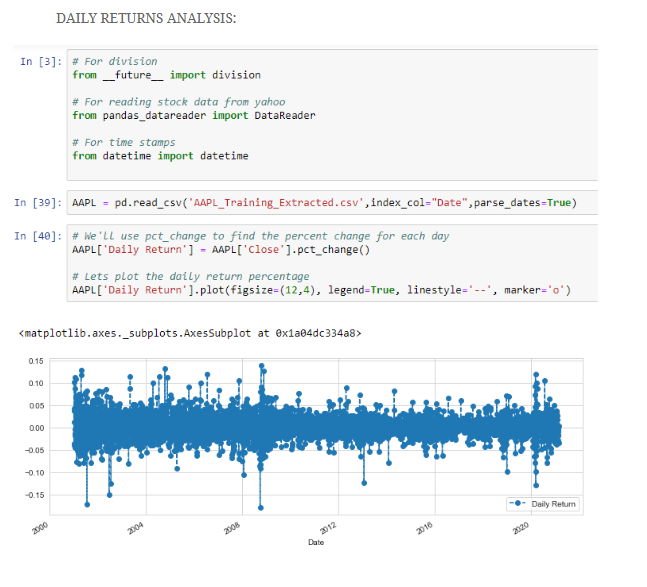 DAILY RETURNS ANALYSIS:
In [3]: # For division
from __future__ import division
# For reading stock data from yahoo
from pandas_datareader import DataReader
# For time stamps
from datetime import datetime
In [39]: AAPL = pd.read_csv('AAPL_Training_Extracted.csv',index_col="Date",parse_dates=True)
In [40]: # We'll use pct_change to find the percent change for each day
AAPL['Daily Return'] = AAPL['Close'].pct_change()
# Lets plot the daily return percentage
AAPL['Daily Return'].plot(figsize=(12,4), legend=True, linestyle='--', marker='o')
<matplotlib.axes._subplots.AxesSubplot at 0x1a04dc334a8>
0.15
0.10
0.05
0.00
−0.05
−0.10
−0.15
Daily Return
2000 2004 2008 2012 2016 2020
Date